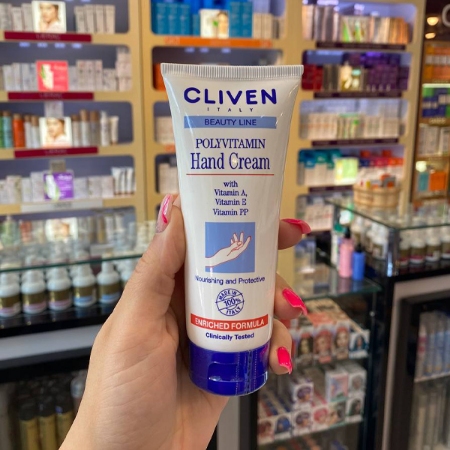 CLIVEN
ITALY
BEAUTY LINE
POLYVITAMIN
Hand Cream
with
Vitamin A,
Vitamin E
Vitamin PP
Nourishing and Protective
MADE IN
100%
ITALY
ENRICHED FORMULA
Clinically Tested